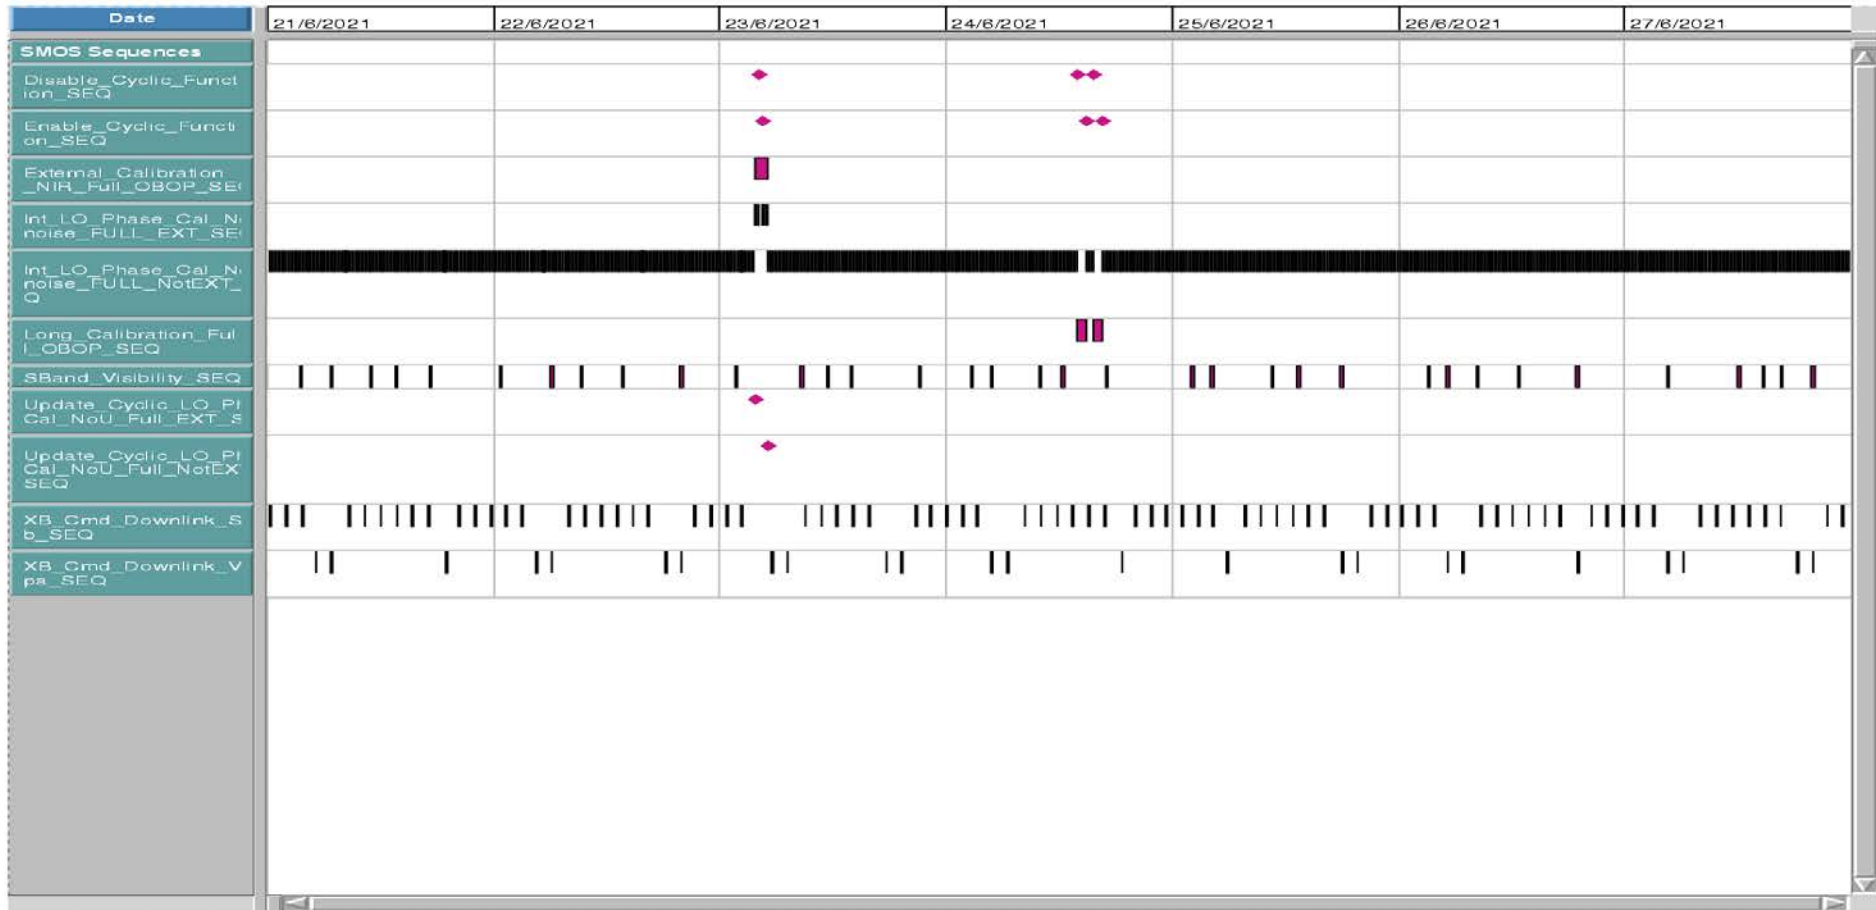 Date
21/6/2021 22/6/2021 23/6/2021 24/6/2021 25/6/2021 26/6/2021 27/6/2021
SMOS Sequences
Disable_Cyclic_Funct
ion_SEQ
Enable_Cyclic_Functi
on_SEQ
External_Calibration
_NIR_Full_OBOP_SE
Int_LO_Phase_Cal_N
noise_FULL_EXT_SE
Int_LO_Phase_Cal_N
noise_FULL_NotEXT_
Q
Long_Calibration_Ful
l_OBOP_SEQ
SBand_Visibility_SEQ
Update_Cyclic_LO_P
Cal_NoU_Full_EXT_S
Update_Cyclic_LO_P
Cal_NoU_Full_NotEX
SEQ
XB_Cmd_Downlink_S
b_SEQ
XB_Cmd_Downlink_V
pa_SEQ